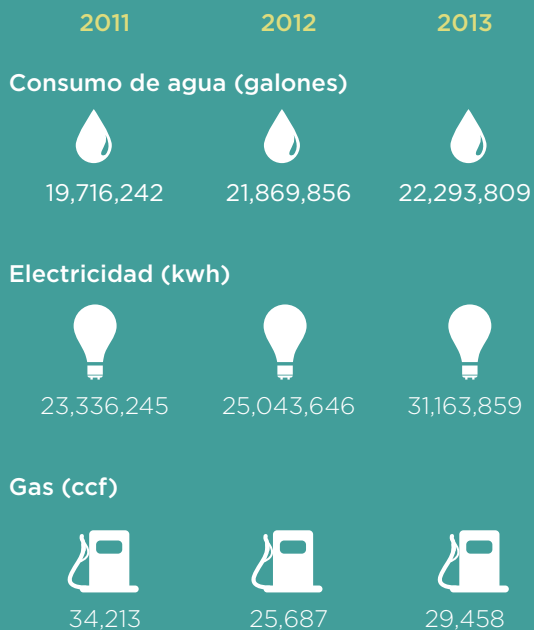 2011 2012 2013
Consumo de agua (galones)
19,716,242 21,869,856 22,293,809
Electricidad (kwh)
23,336,245 25,043,646 31,163,859
Gas (ccf)
34,213 25,687 29,458